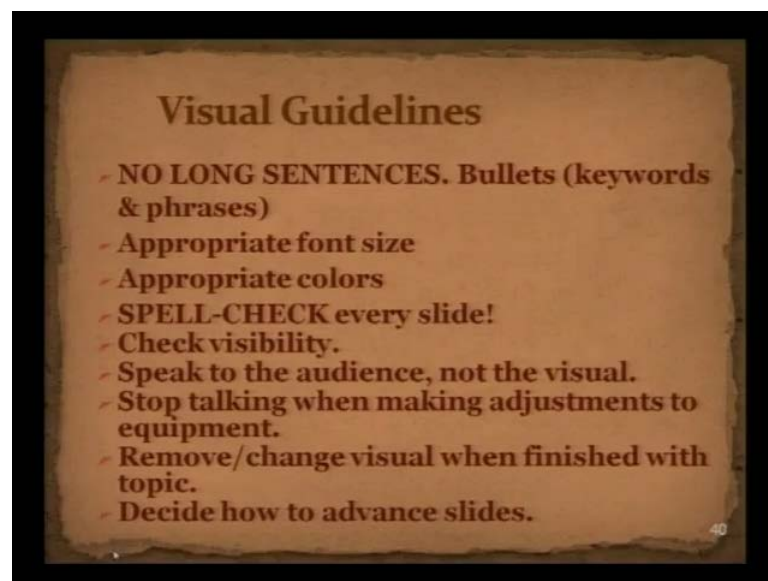 Visual Guidelines
NO LONG SENTENCES. Bullets (keywords
& phrases)
Appropriate font size
Appropriate colors
SPELL-CHECK every slide!
Check visibility.
Speak to the audience, not the visual.
Stop talking when making adjustments to
equipment.
Remove/change visual when finished with
topic.
Decide how to advance slides.
40